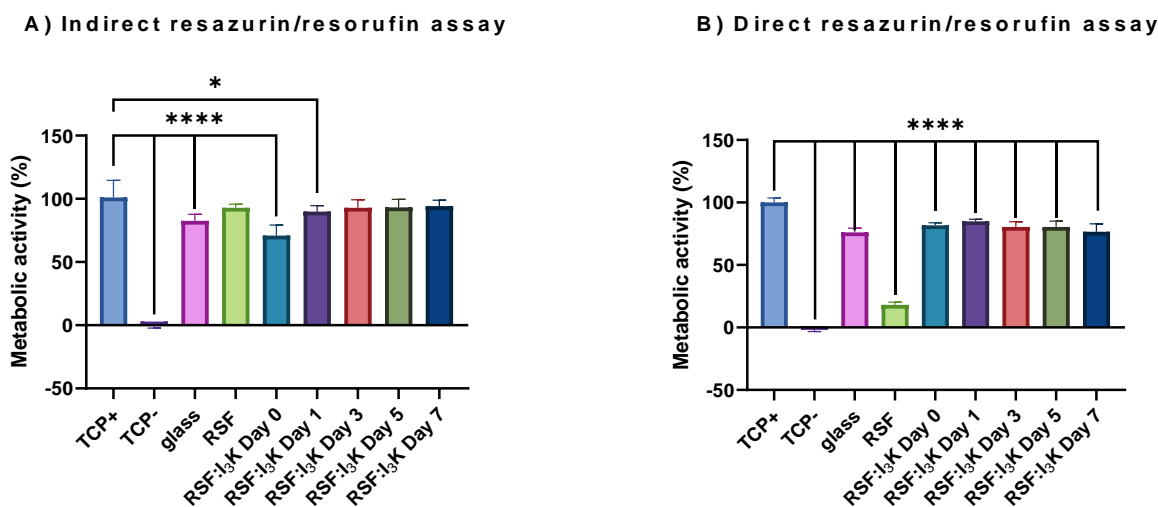 A) Indirect resazurin/resorufin assay
*
****
Metabolic activity (%)
150
100
50
0
-50
TCP+
TCP-
glass
RSF
RSF:I₃K Day 0
RSF:I₃K Day 1
RSF:I₃K Day 3
RSF:I₃K Day 5
RSF:I₃K Day 7
B) Direct resazurin/resorufin assay
****
Metabolic activity (%)
150
100
50
0
-50
TCP+
TCP-
glass
RSF
RSF:I₃K Day 0
RSF:I₃K Day 1
RSF:I₃K Day 3
RSF:I₃K Day 5
RSF:I₃K Day 7